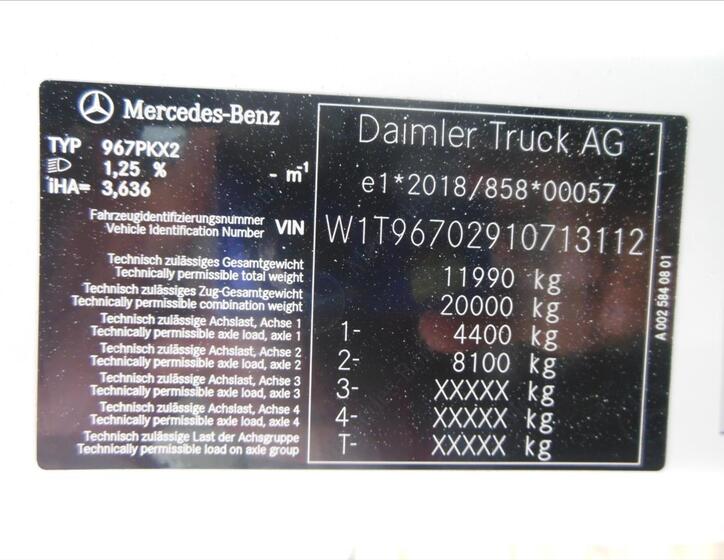 Mercedes-Benz
Daimler Truck AG
TYP 967PKX2
1,25 % - m¹
iHA= 3,636
e1*2018/858*00057
Fahrzeugidentifizierungsnummer
Vehicle Identification Number VIN W1T96702910713112
Technisch zulässiges Gesamtgewicht
Technically permissible total weight 11990 kg
Technisch zulässiges Zug-Gesamtgewicht
Technically permissible combination weight 20000 kg
Technisch zulässige Achslast, Achse 1
Technically permissible axle load, axle 1 1- 4400 kg
Technisch zulässige Achslast, Achse 2
Technically permissible axle load, axle 2 2- 8100 kg
Technisch zulässige Achslast, Achse 3
Technically permissible axle load, axle 3 3- XXXXX kg
Technisch zulässige Achslast, Achse 4
Technically permissible axle load, axle 4 4- XXXXX kg
Technisch zulässige Last der Achsgruppe
Technically permissible load on axle group T- XXXXX kg
A 002 584 08 01